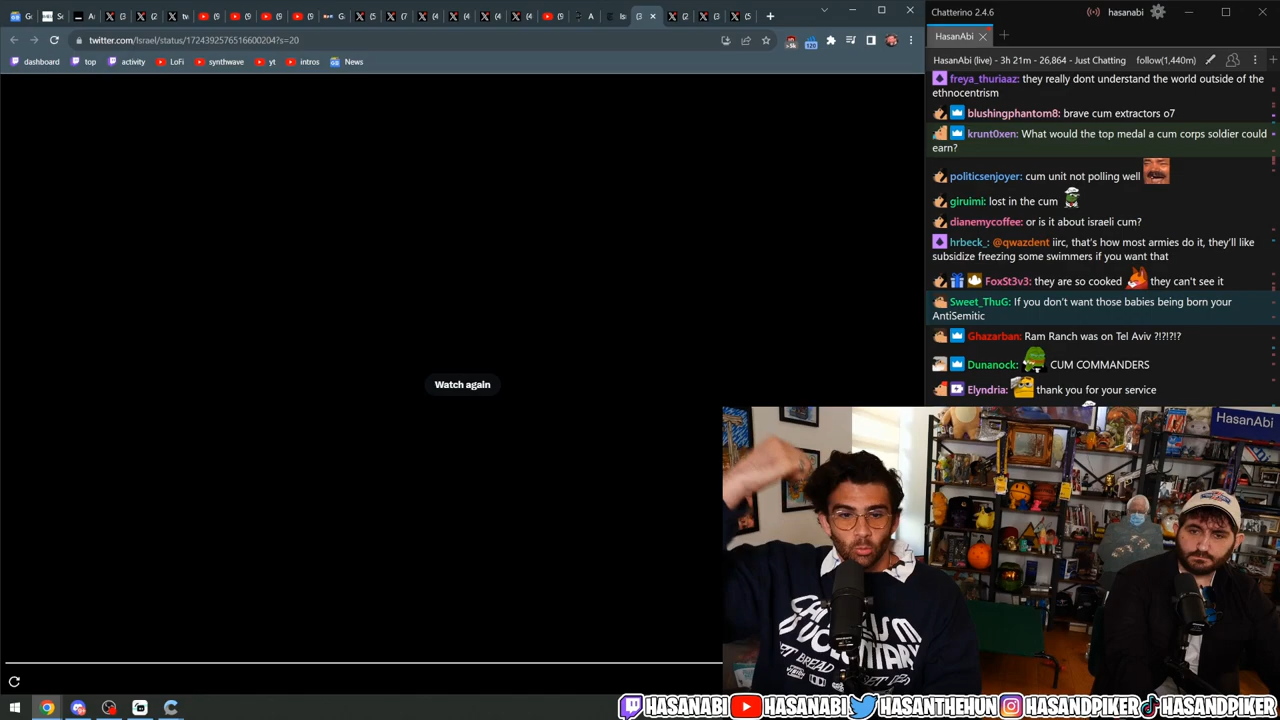 twitter.com/Israel/status/1724392576516600204?s=20
dashboard
top
activity
LoFi
synthwave
yt
intros
News
Watch again
Chatterino 2.4.6
hasanabi
HasanAbi
HasanAbi (live) - 3h 21m - 26,864 - Just Chatting
follow(1,440m)
freya_thuriaaz: they really dont understand the world outside of the
ethnocentrism
blushingphantom8: brave cum extractors o7
krunt0xen: What would the top medal a cum corps soldier could
earn?
politicsenjoyer: cum unit not polling well
giruimi: lost in the cum
dianemycoffee: or is it about israeli cum?
hrbeck_: @qwazdent iirc, that's how most armies do it, they'll like
subsidize freezing some swimmers if you want that
FoxSt3v3: they are so cooked they can't see it
Sweet_ThuG: If you don't want those babies being born your
AntiSemitic
Ghazarban: Ram Ranch was on Tel Aviv ?!?!?!?
Dunanock: CUM COMMANDERS
Elyndria: thank you for your service
HasanAbi
HASANABI HASANABI HASANTHEHUN HASANDPIKER HASANDPIKER